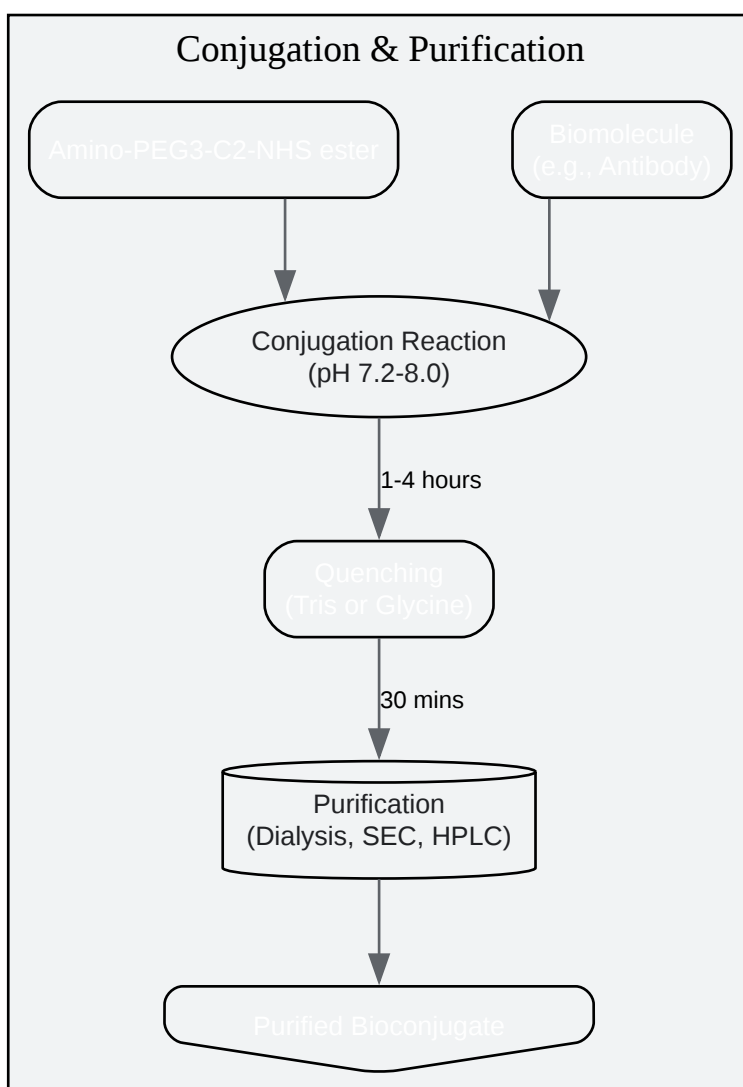 Conjugation & Purification
Amino-PEG3-C2-NHS ester
Biomolecule
(e.g., Antibody)
Conjugation Reaction
(pH 7.2-8.0)
1-4 hours
Quenching
(Tris or Glycine)
30 mins
Purification
(Dialysis, SEC, HPLC)
Purified Bioconjugate